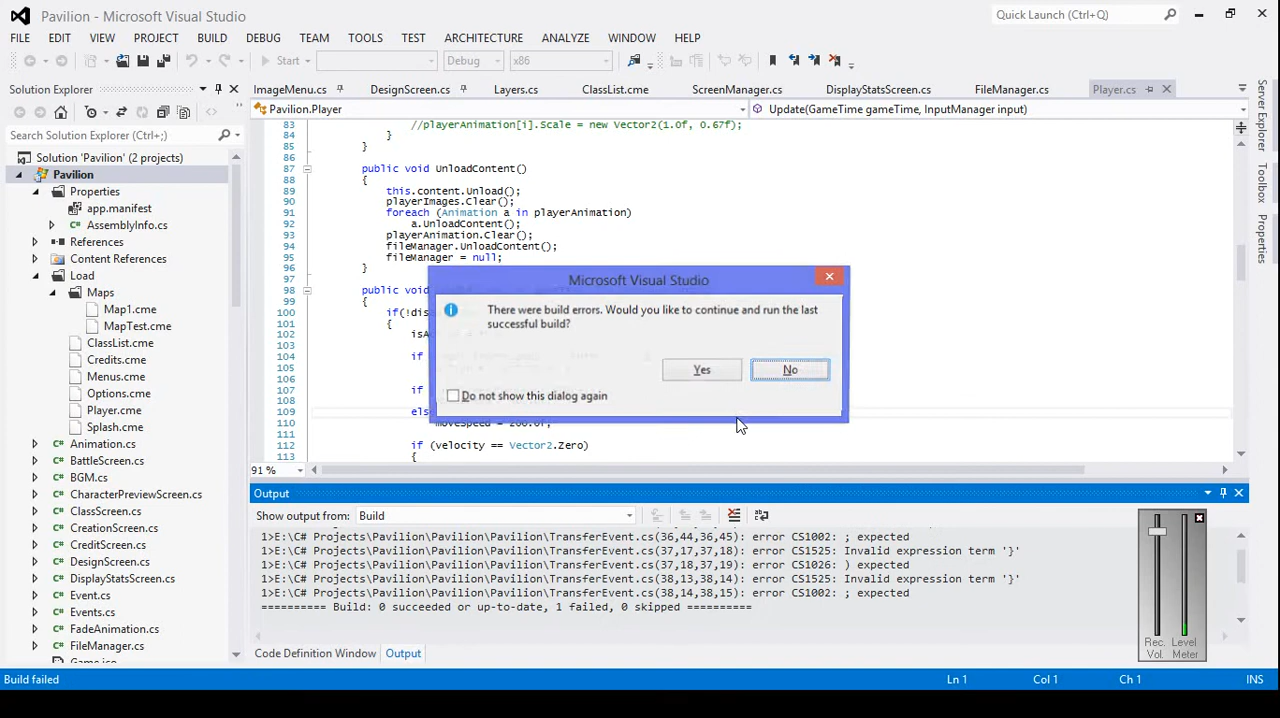 Pavilion - Microsoft Visual Studio
Quick Launch (Ctrl+Q)
FILE EDIT VIEW PROJECT BUILD DEBUG TEAM TOOLS TEST ARCHITECTURE ANALYZE WINDOW HELP
Start Debug x86
Solution Explorer
ImageMenu.cs DesignScreen.cs Layers.cs ClassList.cme ScreenManager.cs DisplayStatsScreen.cs FileManager.cs Player.cs
Pavilion.Player Update(GameTime gameTime, InputManager input)
Search Solution Explorer (Ctrl+;)
Solution 'Pavilion' (2 projects)
Pavilion
Properties
app.manifest
AssemblyInfo.cs
References
Content References
Load
Maps
Map1.cme
MapTest.cme
ClassList.cme
Credits.cme
Menus.cme
Options.cme
Player.cme
Splash.cme
Animation.cs
BattleScreen.cs
BGM.cs
CharacterPreviewScreen.cs
ClassScreen.cs
CreationScreen.cs
CreditScreen.cs
DesignScreen.cs
DisplayStatsScreen.cs
Event.cs
Events.cs
FadeAnimation.cs
FileManager.cs
Game.ico
83 //playerAnimation[i].Scale = new Vector2(1.0f, 0.67f);
84 }
85 }
86
87 public void UnloadContent()
88 {
89 this.content.Unload();
90 playerImages.Clear();
91 foreach (Animation a in playerAnimation)
92 a.UnloadContent();
93 playerAnimation.Clear();
94 fileManager.UnloadContent();
95 fileManager = null;
96 }
97
98 public void
99 {
100 if(!dis
101 {
102 isA
103
104 if
105
106
107 if
108
109 els
110 moveSpeed = 200.0f;
111
112 if (velocity == Vector2.Zero)
113 {
91 %
Microsoft Visual Studio
There were build errors. Would you like to continue and run the last
successful build?
Yes No
Do not show this dialog again
Output
Show output from: Build
1>E:\C# Projects\Pavilion\Pavilion\Pavilion\TransferEvent.cs(36,44,36,45): error CS1002: ; expected
1>E:\C# Projects\Pavilion\Pavilion\Pavilion\TransferEvent.cs(37,17,37,18): error CS1525: Invalid expression term '}'
1>E:\C# Projects\Pavilion\Pavilion\Pavilion\TransferEvent.cs(37,18,37,19): error CS1026: ) expected
1>E:\C# Projects\Pavilion\Pavilion\Pavilion\TransferEvent.cs(38,13,38,14): error CS1525: Invalid expression term '}'
1>E:\C# Projects\Pavilion\Pavilion\Pavilion\TransferEvent.cs(38,14,38,15): error CS1002: ; expected
========== Build: 0 succeeded or up-to-date, 1 failed, 0 skipped ==========
Code Definition Window Output
Rec. Level
Vol. Meter
Server Explorer
Toolbox
Properties
Build failed Ln 1 Col 1 Ch 1 INS